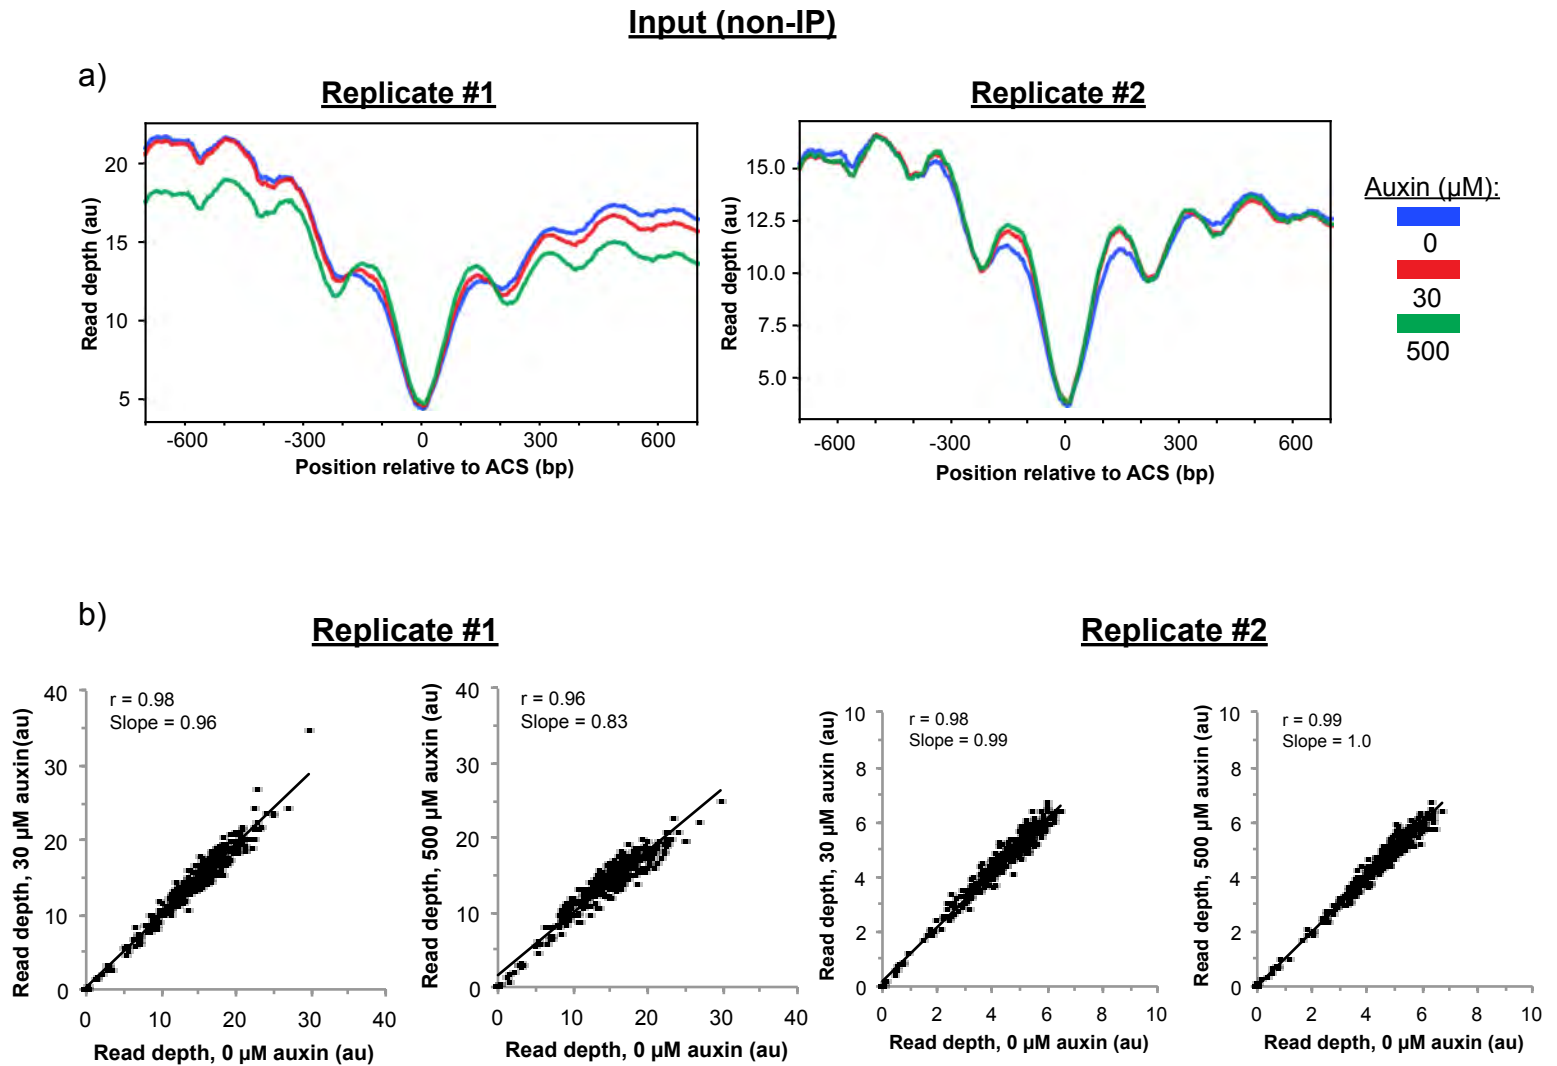 Input (non-IP)
a)
Replicate #1
Replicate #2
Read depth (au)
20
15
10
5
-600
-300
0
300
600
Position relative to ACS (bp)
Read depth (au)
15.0
12.5
10.0
7.5
5.0
-600
-300
0
300
600
Position relative to ACS (bp)
Auxin (µM):
0
30
500
b)
Replicate #1
Replicate #2
Read depth, 30 µM auxin(au)
40
30
20
10
0
r = 0.98
Slope = 0.96
0
10
20
30
40
Read depth, 0 µM auxin (au)
Read depth, 500 µM auxin (au)
40
30
20
10
0
r = 0.96
Slope = 0.83
0
10
20
30
40
Read depth, 0 µM auxin (au)
Read depth, 30 µM auxin (au)
10
8
6
4
2
0
r = 0.98
Slope = 0.99
0
2
4
6
8
10
Read depth, 0 µM auxin (au)
Read depth, 500 µM auxin (au)
10
8
6
4
2
0
r = 0.99
Slope = 1.0
0
2
4
6
8
10
Read depth, 0 µM auxin (au)